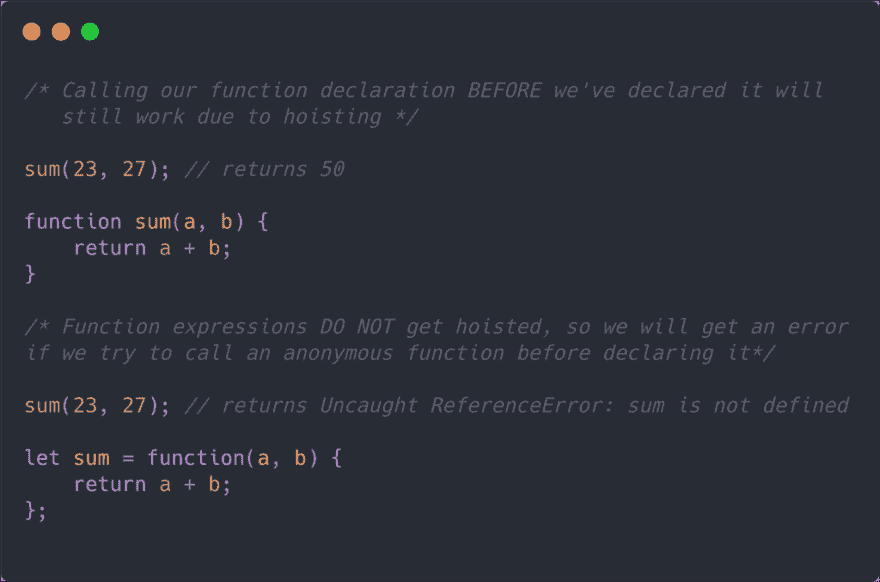 /* Calling our function declaration BEFORE we've declared it will
   still work due to hoisting */
sum(23, 27); // returns 50
function sum(a, b) {
    return a + b;
}
/* Function expressions DO NOT get hoisted, so we will get an error
if we try to call an anonymous function before declaring it*/
sum(23, 27); // returns Uncaught ReferenceError: sum is not defined
let sum = function(a, b) {
    return a + b;
};